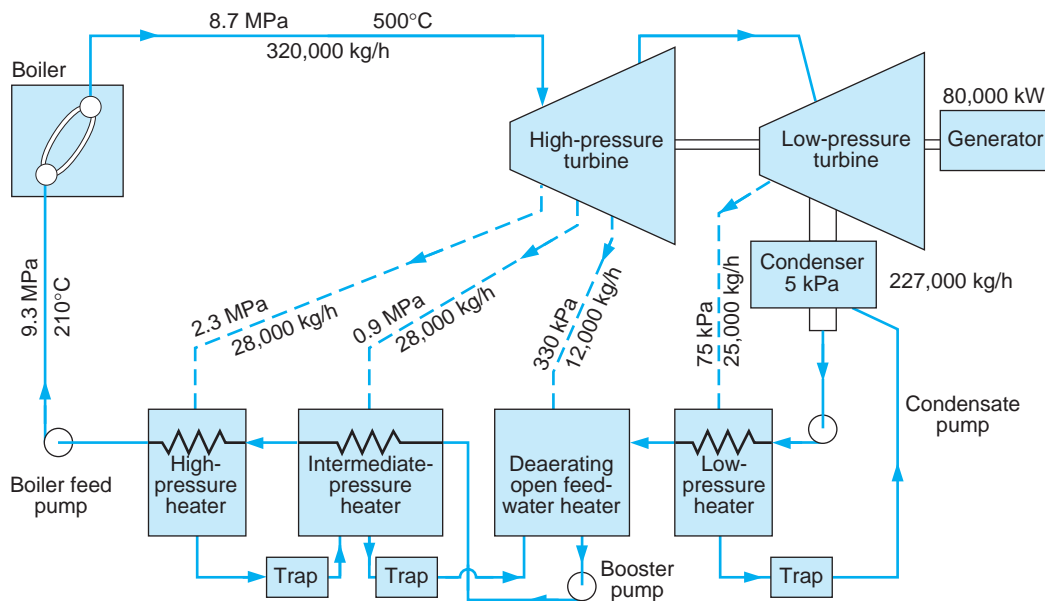 8.7 MPa 500°C
320,000 kg/h
Boiler
High-pressure
turbine
Low-pressure
turbine
80,000 kW
Generator
9.3 MPa
210°C
2.3 MPa
28,000 kg/h
0.9 MPa
28,000 kg/h
330 kPa
12,000 kg/h
75 kPa
25,000 kg/h
Condenser
5 kPa
227,000 kg/h
Condensate
pump
Boiler feed
pump
High-
pressure
heater
Intermediate-
pressure
heater
Deaerating
open feed-
water heater
Low-
pressure
heater
Trap
Trap
Booster
pump
Trap